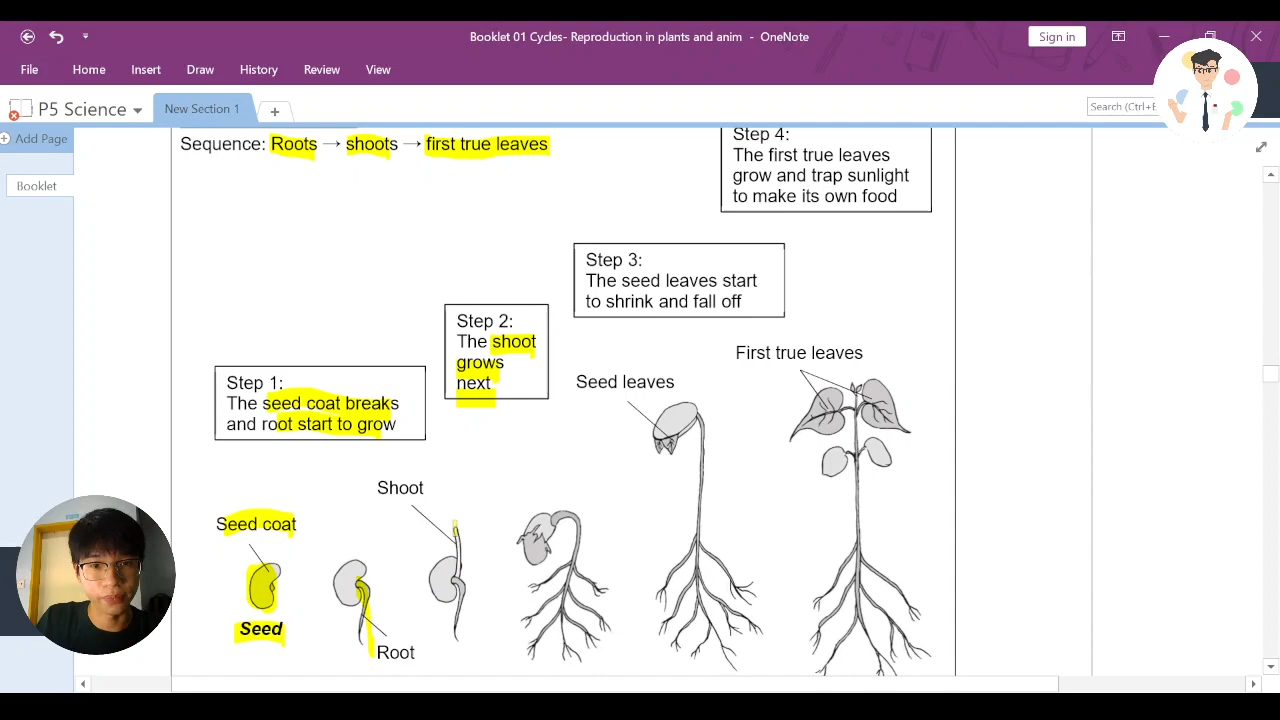 Booklet 01 Cycles- Reproduction in plants and anim - OneNote
Sign in
File Home Insert Draw History Review View
P5 Science
New Section 1
+
Search (Ctrl+E
Add Page
Booklet
Sequence: Roots → shoots → first true leaves
Step 4:
The first true leaves
grow and trap sunlight
to make its own food
Step 3:
The seed leaves start
to shrink and fall off
Step 2:
The shoot
grows
next
First true leaves
Seed leaves
Step 1:
The seed coat breaks
and root start to grow
Shoot
Seed coat
Seed
Root